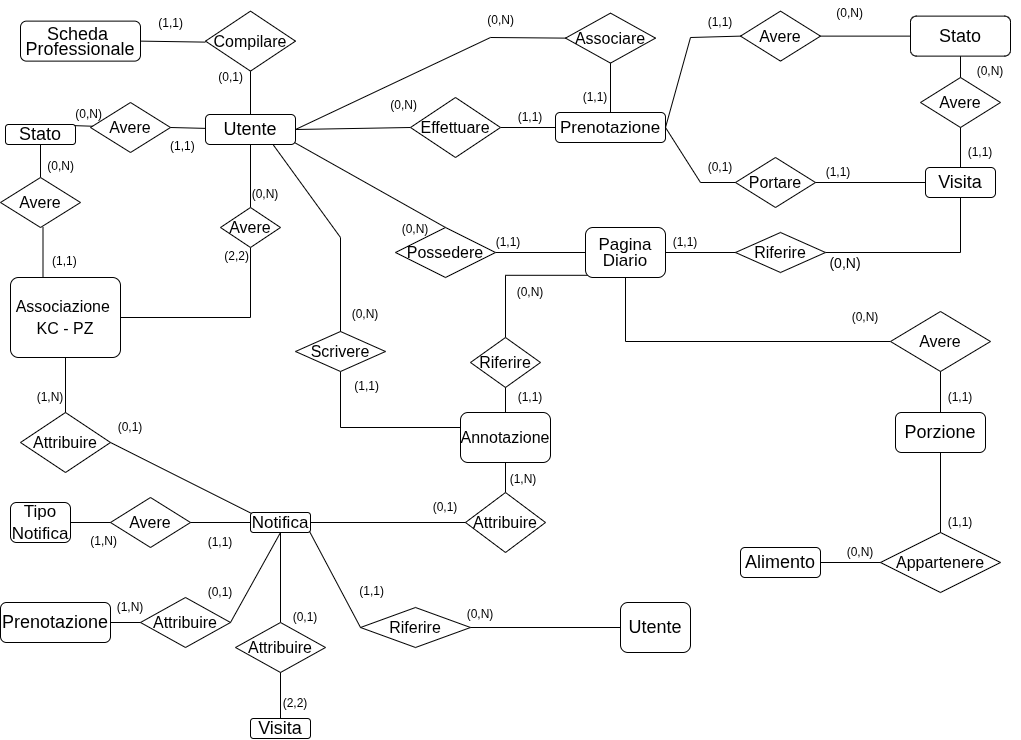 (1,1)
(0,N)
(1,1)
(0,N)
Scheda
Professionale
Compilare
Associare
Avere
Stato
(0,1)
(0,N)
(1,1)
(0,N)
(0,N)
Avere
Stato
Avere
Utente
(1,1)
Effettuare
(1,1)
Prenotazione
Avere
(1,1)
(0,N)
(0,1)
(1,1)
(1,1)
Avere
(0,N)
Portare
Visita
Avere
(2,2)
(0,N)
Possedere
(1,1)
Pagina
Diario
(1,1)
Riferire
(0,N)
(1,1)
Associazione
KC - PZ
(0,N)
(0,N)
(0,N)
Scrivere
Riferire
Avere
(1,1)
(1,N)
(1,1)
(1,1)
(0,1)
Attribuire
Annotazione
Porzione
(1,N)
(0,1)
Tipo
Notifica
Avere
Notifica
Attribuire
(1,1)
(1,N)
(1,1)
Alimento
(0,N)
Appartenere
(0,1)
(1,1)
(1,N)
Prenotazione
Attribuire
(0,1)
Riferire
(0,N)
Utente
Attribuire
(2,2)
Visita